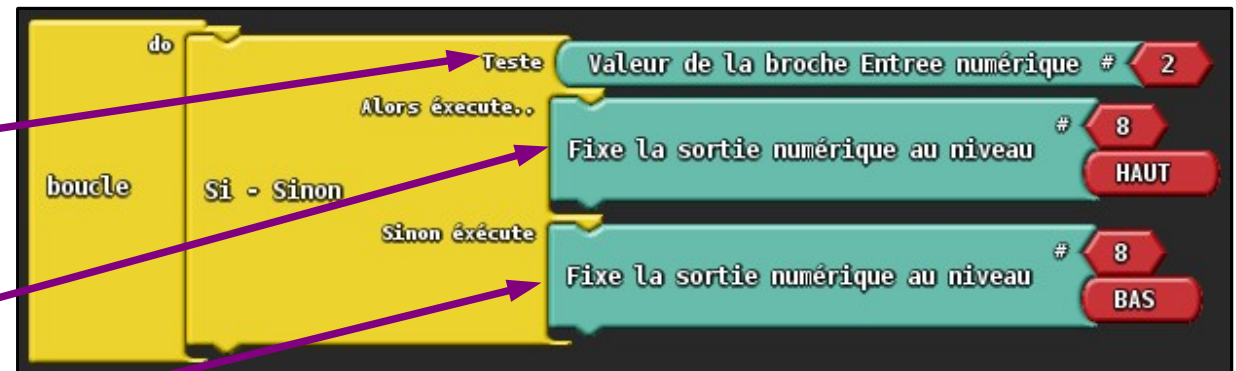 do
Teste
Valeur de la broche Entree numérique # 2
Alors éxecute..
# 8
Fixe la sortie numérique au niveau
HAUT
boucle
Si - Sinon
Sinon éxécute
# 8
Fixe la sortie numérique au niveau
BAS